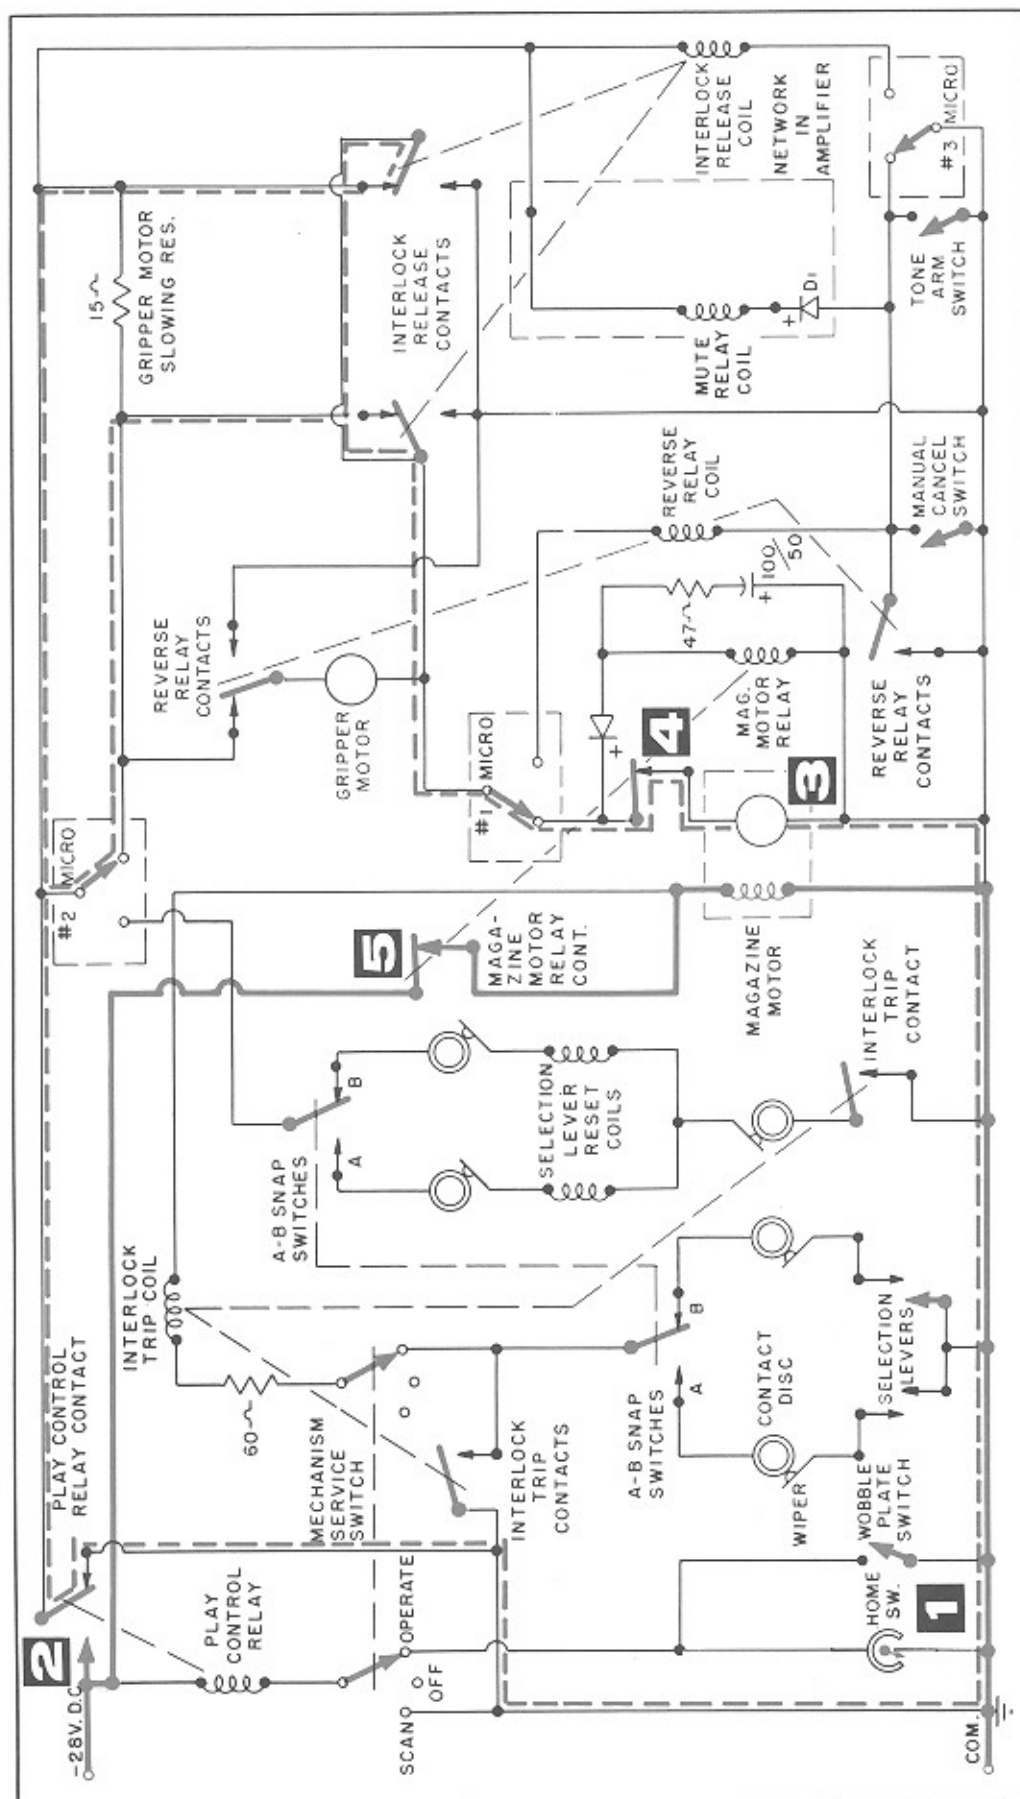 PLAY CONTROL
RELAY CONTACT
2
-28V. D.C.
PLAY
CONTROL
RELAY
SCAN
OFF
OPERATE
MECHANISM
SERVICE
SWITCH
60
INTERLOCK
TRIP COIL
INTERLOCK
TRIP
CONTACTS
COM.
HOME
SW.
1
WOBBLE
PLATE
SWITCH
WIPER
CONTACT
DISC
SELECTION
LEVERS
A-B SNAP
SWITCHES
A
B
A-B SNAP
SWITCHES
A
B
SELECTION
LEVER
RESET
COILS
INTERLOCK
TRIP
CONTACT
MAGAZINE
MOTOR
5
MAGA-
ZINE
MOTOR
RELAY
CONT.
#2
MICRO
REVERSE
RELAY
CONTACTS
GRIPPER
MOTOR
#1
MICRO
4
3
MAG.
MOTOR
RELAY
+
47
+
100/50
REVERSE
RELAY
CONTACTS
REVERSE
RELAY
COIL
MANUAL
CANCEL
SWITCH
15
GRIPPER MOTOR
SLOWING RES.
INTERLOCK
RELEASE
CONTACTS
MUTE
RELAY
COIL
+
D1
TONE
ARM
SWITCH
INTERLOCK
RELEASE
COIL
NETWORK
IN
AMPLIFIER
#3
MICRO